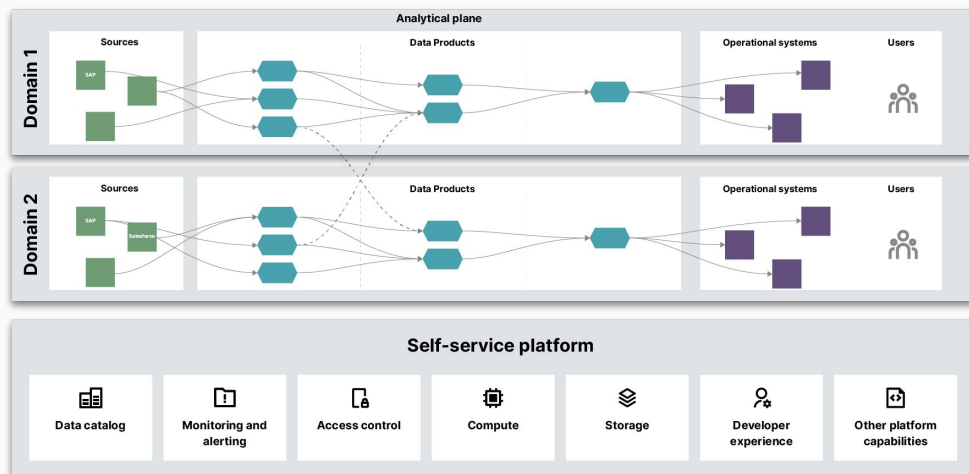 Analytical plane
Domain 1
Sources
Data Products
Operational systems
Users
SAP
Domain 2
Sources
Data Products
Operational systems
Users
SAP
Salesforce
Self-service platform
Data catalog
Monitoring and
alerting
Access control
Compute
Storage
Developer
experience
Other platform
capabilities